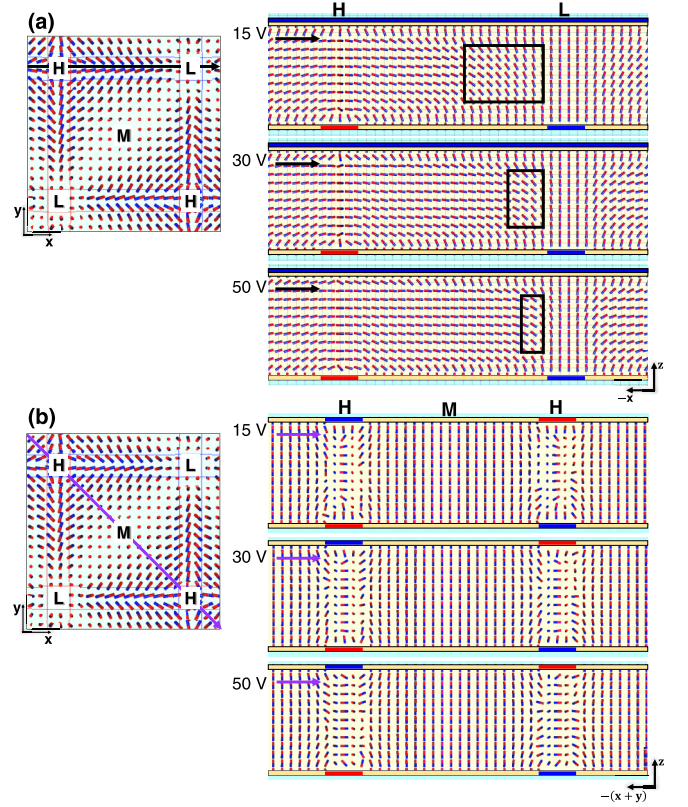 (a)
H L
15 V
H L
M
30 V
L H
y
x
50 V
z
−x
(b)
H M H
15 V
H L
M
30 V
L H
y
x
50 V
z
−(x + y)